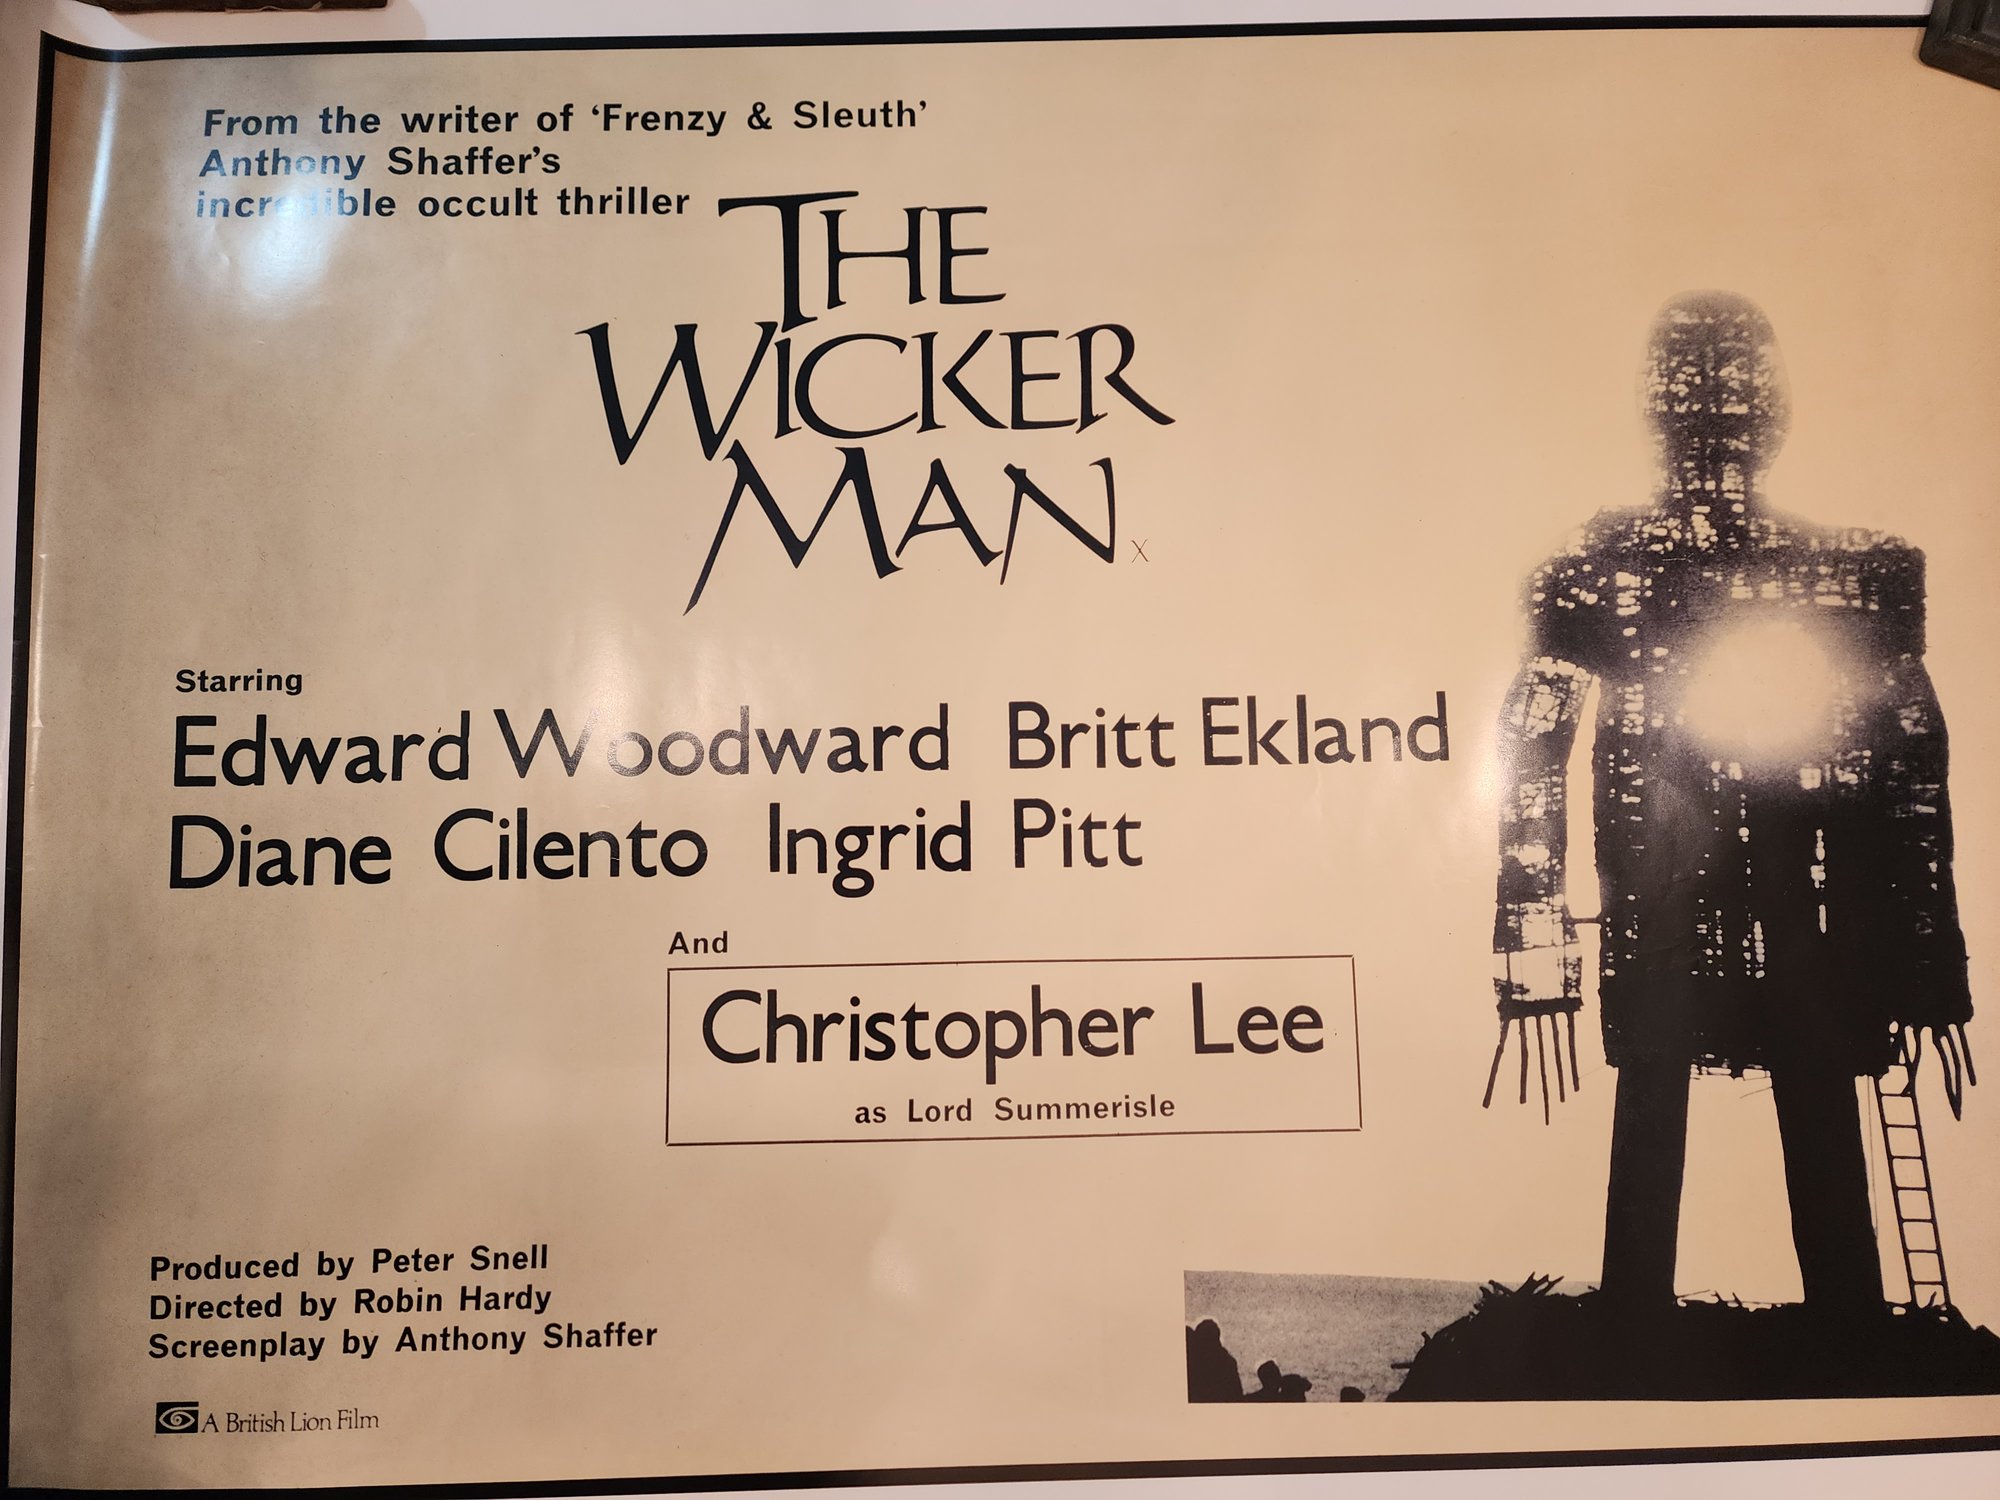 From the writer of ‘Frenzy & Sleuth’
Anthony Shaffer’s
incredible occult thriller
THE
WICKER
MAN X
Starring
Edward Woodward Britt Ekland
Diane Cilento Ingrid Pitt
And
Christopher Lee
as Lord Summerisle
Produced by Peter Snell
Directed by Robin Hardy
Screenplay by Anthony Shaffer
A British Lion Film